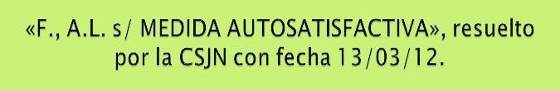 «F., A.L. s/ MEDIDA AUTOSATISFACTIVA», resuelto
por la CSJN con fecha 13/03/12.